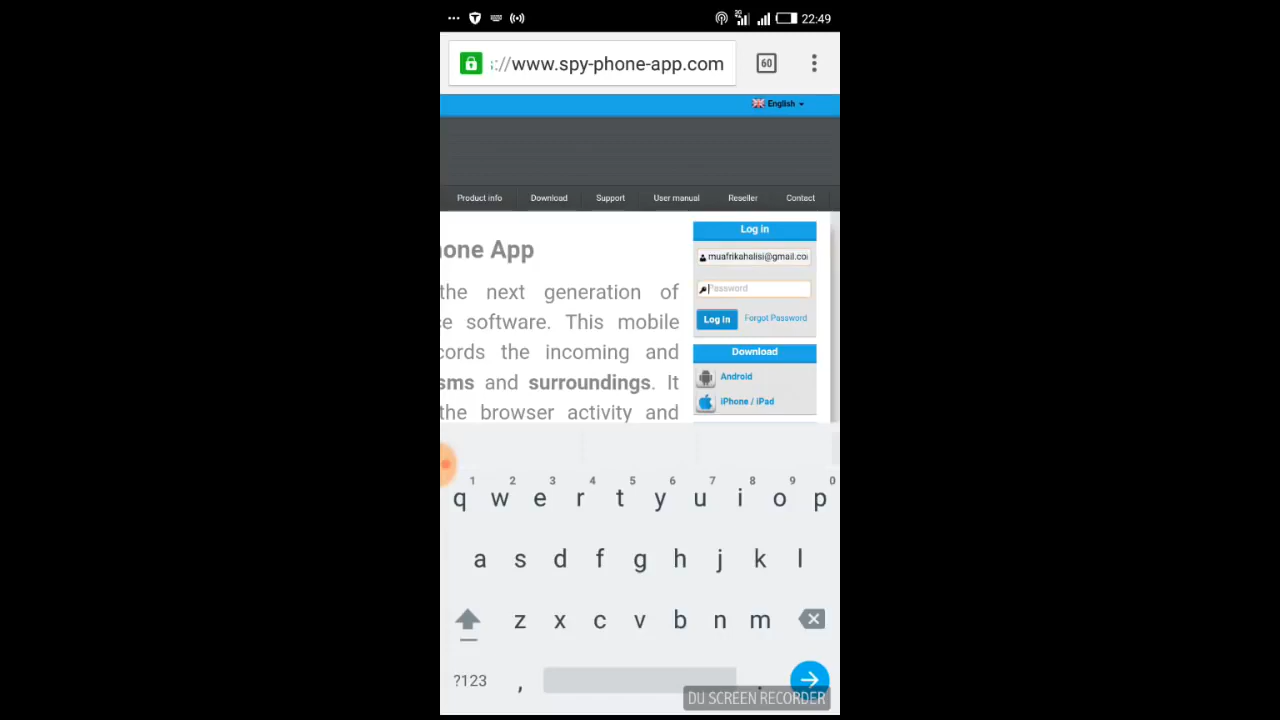 22:49
://www.spy-phone-app.com
60
English
Product info Download Support User manual Reseller Contact
Log in
one App
muafrikahalisi@gmail.co
the next generation of
Password
e software. This mobile
Log in Forgot Password
cords the incoming and
Download
sms and surroundings. It
Android
the browser activity and
iPhone / iPad
1 2 3 4 5 6 7 8 9 0
q w e r t y u i o p
a s d f g h j k l
z x c v b n m
?123 , .
DU SCREEN RECORDER